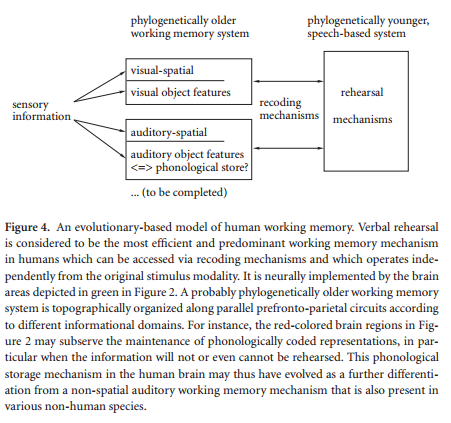 phylogenetically older
working memory system
phylogenetically younger,
speech-based system
sensory
information
visual-spatial
visual object features
auditory-spatial
auditory object features
<=> phonological store?
... (to be completed)
recoding
mechanisms
rehearsal
mechanisms
Figure 4. An evolutionary-based model of human working memory. Verbal rehearsal
is considered to be the most efficient and predominant working memory mechanism
in humans which can be accessed via recoding mechanisms and which operates inde-
pendently from the original stimulus modality. It is neurally implemented by the brain
areas depicted in green in Figure 2. A probably phylogenetically older working memory
system is topographically organized along parallel prefronto-parietal circuits according
to different informational domains. For instance, the red-colored brain regions in Fig-
ure 2 may subserve the maintenance of phonologically coded representations, in par-
ticular when the information will not or even cannot be rehearsed. This phonological
storage mechanism in the human brain may thus have evolved as a further differenti-
ation from a non-spatial auditory working memory mechanism that is also present in
various non-human species.